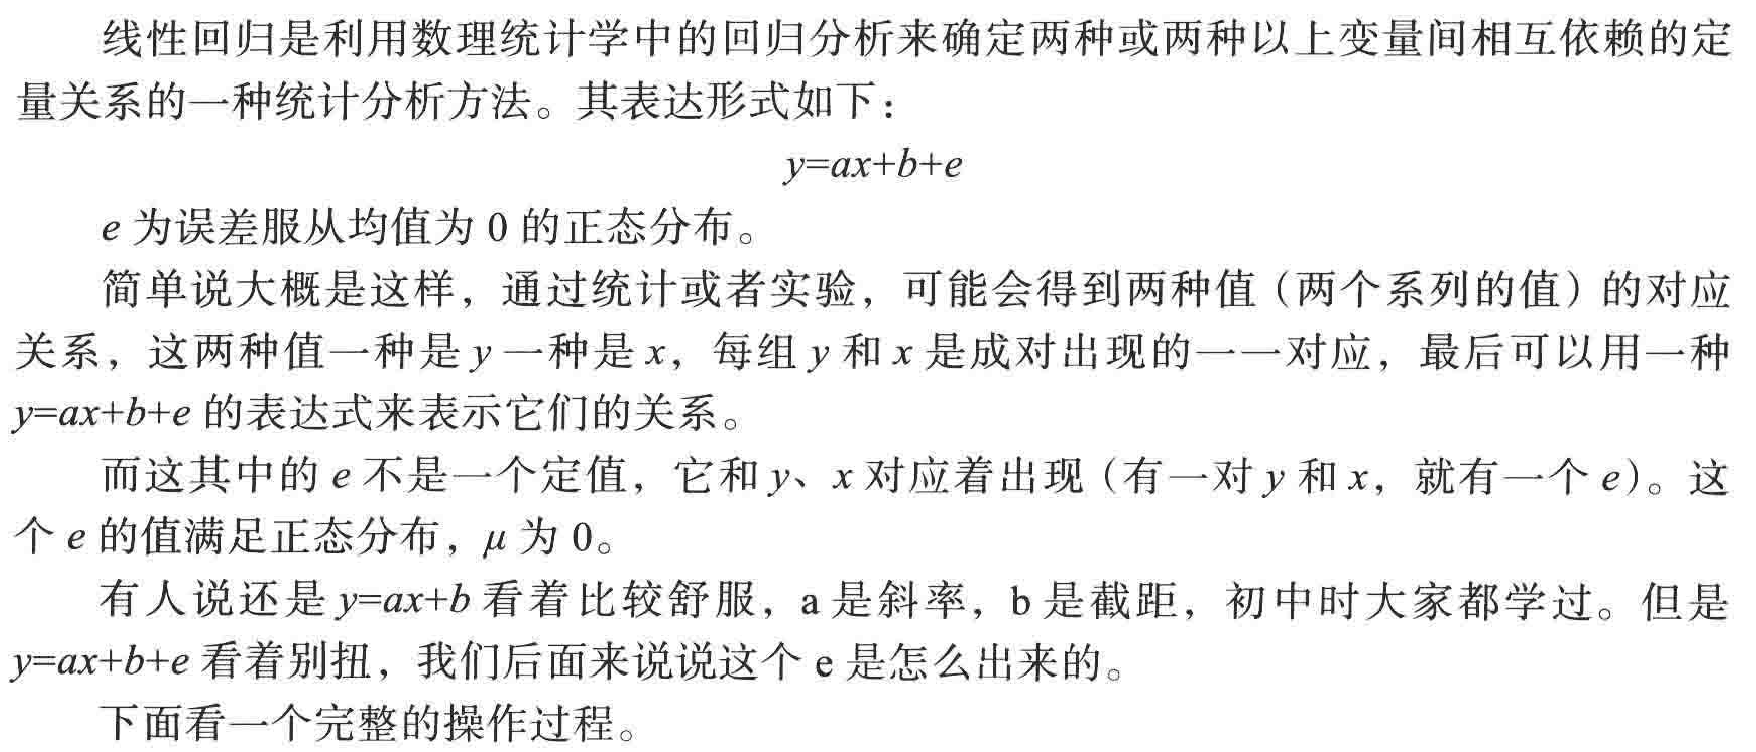 线性回归是利用数理统计学中的回归分析来确定两种或两种以上变量间相互依赖的定
量关系的一种统计分析方法。其表达形式如下：
y=ax+b+e
e 为误差服从均值为 0 的正态分布。
简单说大概是这样，通过统计或者实验，可能会得到两种值（两个系列的值）的对应
关系，这两种值一种是 y 一种是 x，每组 y 和 x 是成对出现的一一对应，最后可以用一种
y=ax+b+e 的表达式来表示它们的关系。
而这其中的 e 不是一个定值，它和 y、x 对应着出现（有一对 y 和 x，就有一个 e）。这
个 e 的值满足正态分布，μ 为 0。
有人说还是 y=ax+b 看着比较舒服，a 是斜率，b 是截距，初中时大家都学过。但是
y=ax+b+e 看着别扭，我们后面来说说这个 e 是怎么出来的。
下面看一个完整的操作过程。